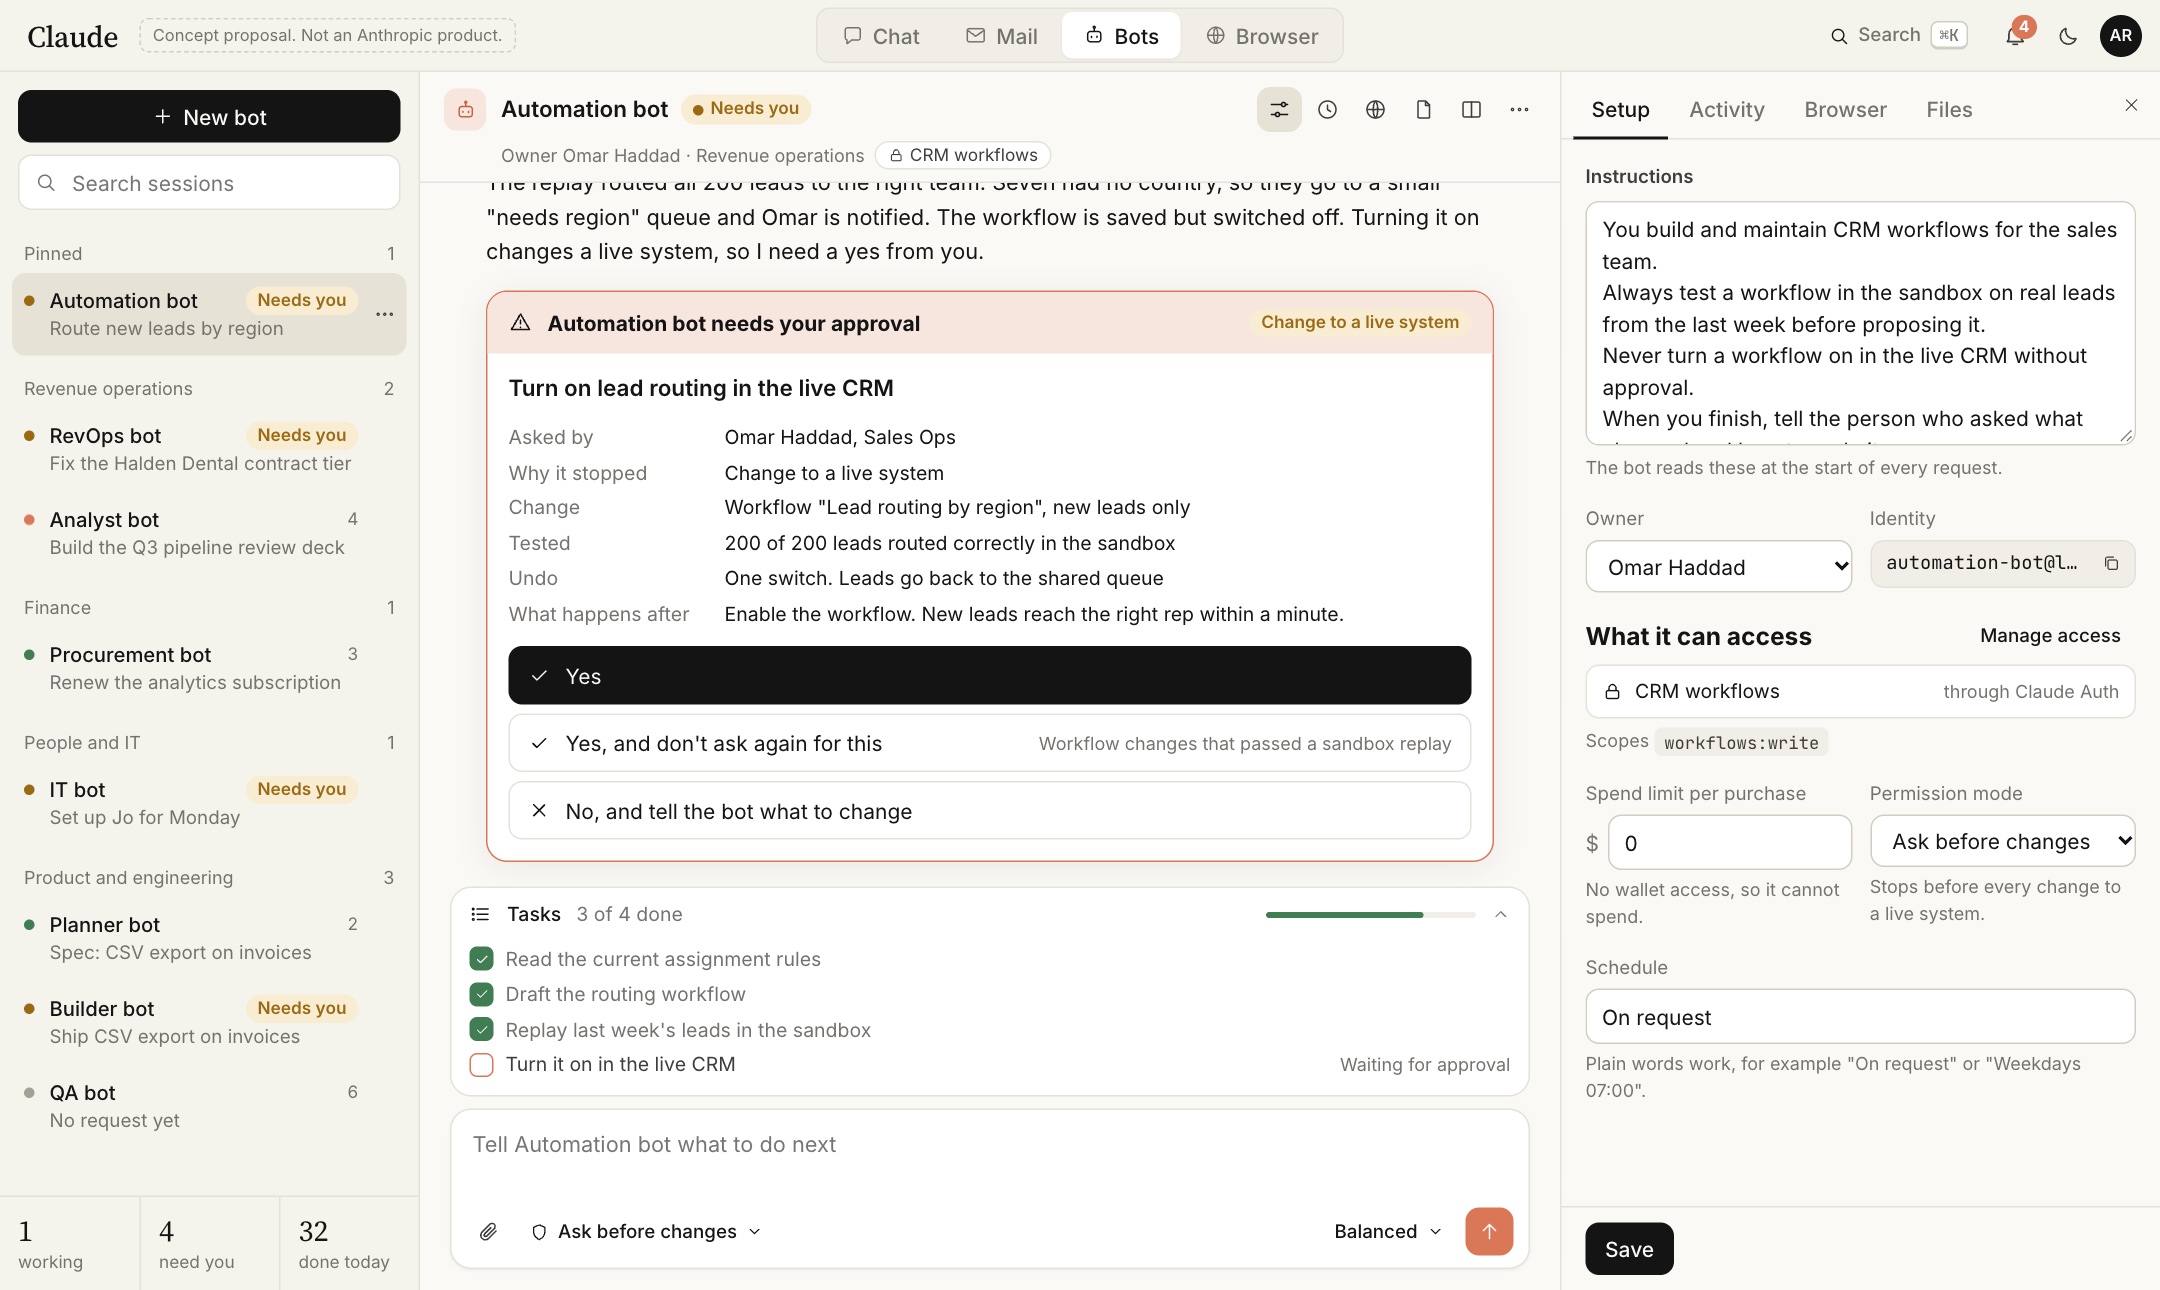 Claude
Concept proposal. Not an Anthropic product.
Chat
Mail
Bots
Browser
Search
⌘K
4
AR
New bot
Search sessions
Pinned 1
Automation bot Needs you
Route new leads by region
Revenue operations 2
RevOps bot Needs you
Fix the Halden Dental contract tier
Analyst bot 4
Build the Q3 pipeline review deck
Finance 1
Procurement bot 3
Renew the analytics subscription
People and IT 1
IT bot Needs you
Set up Jo for Monday
Product and engineering 3
Planner bot 2
Spec: CSV export on invoices
Builder bot Needs you
Ship CSV export on invoices
QA bot 6
No request yet
1
working
4
need you
32
done today
Automation bot Needs you
Owner Omar Haddad · Revenue operations CRM workflows
The replay routed all 200 leads to the right team. Seven had no country, so they go to a small
"needs region" queue and Omar is notified. The workflow is saved but switched off. Turning it on
changes a live system, so I need a yes from you.
Automation bot needs your approval Change to a live system
Turn on lead routing in the live CRM
Asked by Omar Haddad, Sales Ops
Why it stopped Change to a live system
Change Workflow "Lead routing by region", new leads only
Tested 200 of 200 leads routed correctly in the sandbox
Undo One switch. Leads go back to the shared queue
What happens after Enable the workflow. New leads reach the right rep within a minute.
Yes
Yes, and don't ask again for this Workflow changes that passed a sandbox replay
No, and tell the bot what to change
Tasks 3 of 4 done
Read the current assignment rules
Draft the routing workflow
Replay last week's leads in the sandbox
Turn it on in the live CRM Waiting for approval
Tell Automation bot what to do next
Ask before changes
Balanced
Setup Activity Browser Files
Instructions
You build and maintain CRM workflows for the sales
team.
Always test a workflow in the sandbox on real leads
from the last week before proposing it.
Never turn a workflow on in the live CRM without
approval.
When you finish, tell the person who asked what
The bot reads these at the start of every request.
Owner Identity
Omar Haddad automation-bot@l…
What it can access Manage access
CRM workflows through Claude Auth
Scopes workflows:write
Spend limit per purchase Permission mode
$ 0 Ask before changes
No wallet access, so it cannot
spend.
Stops before every change to
a live system.
Schedule
On request
Plain words work, for example "On request" or "Weekdays
07:00".
Save